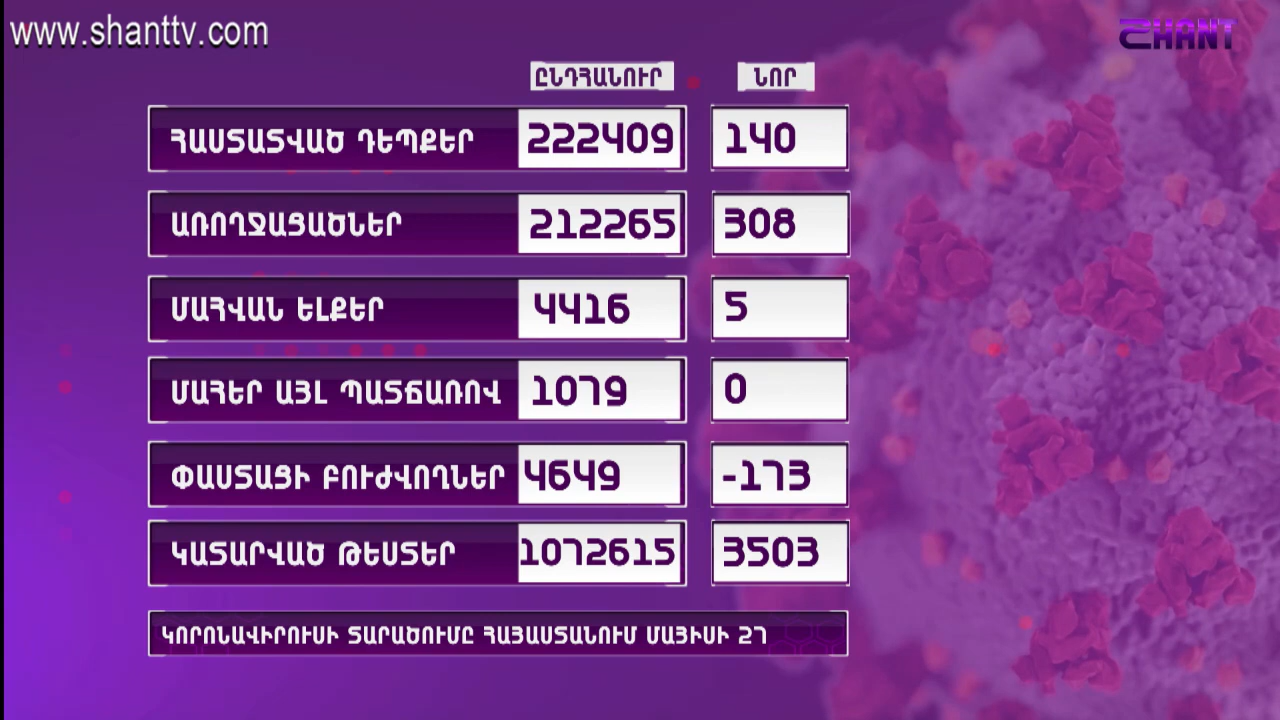 www.shanttv.com
SHANT
ԸՆԴՀԱՆՈՒՐ ՆՈՐ
ՀԱՍՏԱՏՎԱԾ ԴԵՊՔԵՐ 222409 140
ԱՌՈՂՋԱՑԱԾՆԵՐ 212265 308
ՄԱՀՎԱՆ ԵԼՔԵՐ 4416 5
ՄԱՀԵՐ ԱՅԼ ՊԱՏՃԱՌՈՎ 1079 0
ՓԱՍՏԱՑԻ ԲՈՒԺՎՈՂՆԵՐ 4649 -173
ԿԱՏԱՐՎԱԾ ԹԵՍՏԵՐ 1072615 3503
ԿՈՐՈՆԱՎԻՐՈՒՍԻ ՏԱՐԱԾՈՒՄԸ ՀԱՅԱՍՏԱՆՈՒՄ ՄԱՅԻՍԻ 27